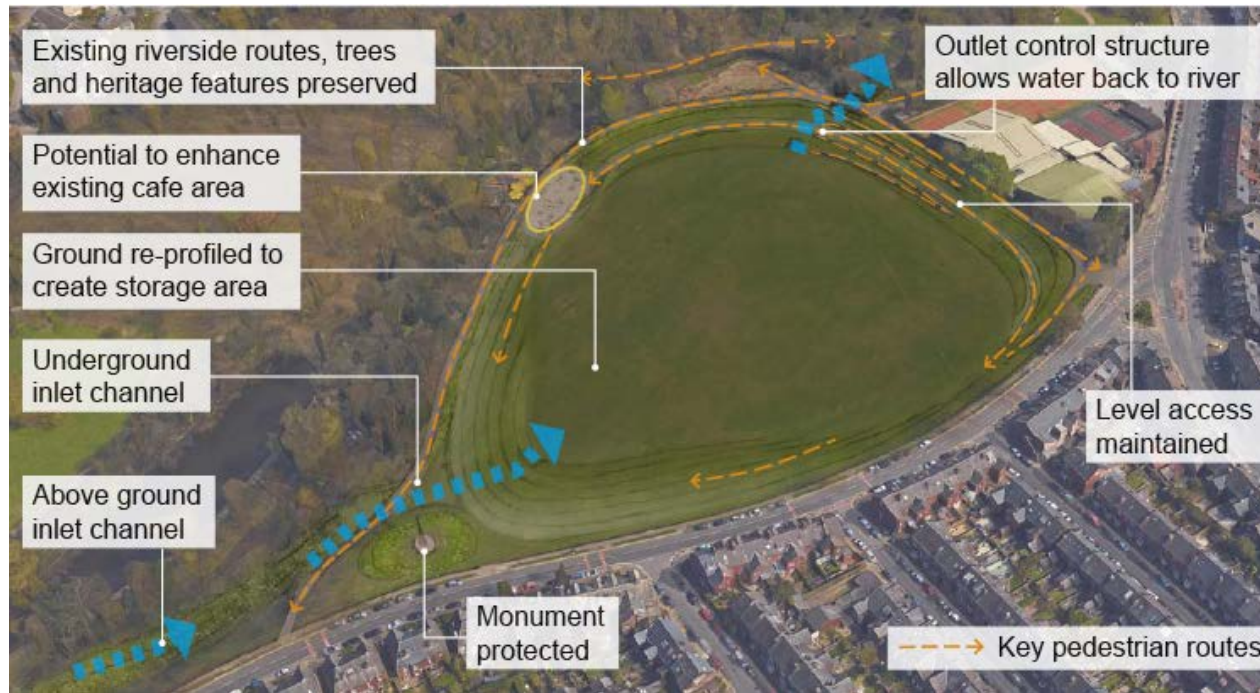 Existing riverside routes, trees
and heritage features preserved
Outlet control structure
allows water back to river
Potential to enhance
existing cafe area
Ground re-profiled to
create storage area
Underground
inlet channel
Level access
maintained
Above ground
inlet channel
Monument
protected
Key pedestrian routes